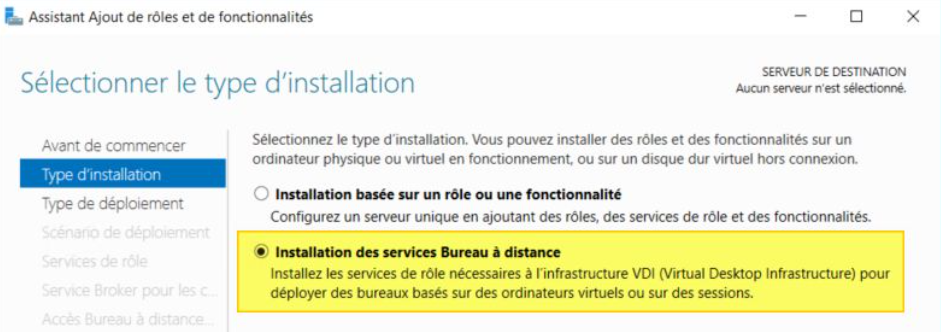 Assistant Ajout de rôles et de fonctionnalités
Sélectionner le type d'installation
SERVEUR DE DESTINATION
Aucun serveur n'est sélectionné.
Avant de commencer
Type d'installation
Type de déploiement
Scénario de déploiement
Services de rôle
Service Broker pour les c...
Accès Bureau à distance...
Sélectionnez le type d'installation. Vous pouvez installer des rôles et des fonctionnalités sur un
ordinateur physique ou virtuel en fonctionnement, ou sur un disque dur virtuel hors connexion.
Installation basée sur un rôle ou une fonctionnalité
Configurez un serveur unique en ajoutant des rôles, des services de rôle et des fonctionnalités.
Installation des services Bureau à distance
Installez les services de rôle nécessaires à l'infrastructure VDI (Virtual Desktop Infrastructure) pour
déployer des bureaux basés sur des ordinateurs virtuels ou sur des sessions.